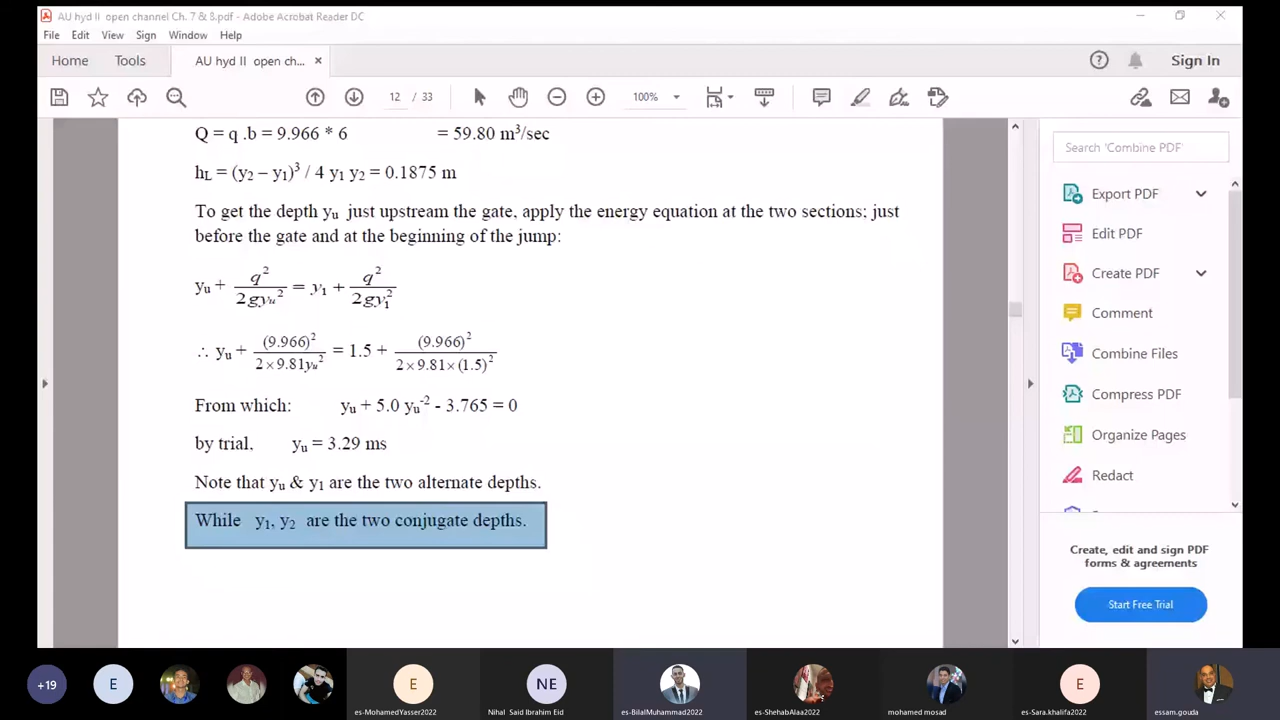 AU hyd II open channel Ch. 7 & 8.pdf - Adobe Acrobat Reader DC
File Edit View Sign Window Help
Home Tools AU hyd II open ch... × Sign In
12 / 33 100%
Q = q .b = 9.966 * 6 = 59.80 m³/sec
hL = (y2 – y1)³ / 4 y1 y2 = 0.1875 m
To get the depth yu just upstream the gate, apply the energy equation at the two sections; just
before the gate and at the beginning of the jump:
yu + q² / 2gyu² = y1 + q² / 2gy1²
∴ yu + (9.966)² / 2×9.81yu² = 1.5 + (9.966)² / 2×9.81×(1.5)²
From which: yu + 5.0 yu⁻² - 3.765 = 0
by trial, yu = 3.29 ms
Note that yu & y1 are the two alternate depths.
While y1, y2 are the two conjugate depths.
Search 'Combine PDF'
Export PDF
Edit PDF
Create PDF
Comment
Combine Files
Compress PDF
Organize Pages
Redact
Create, edit and sign PDF
forms & agreements
Start Free Trial
+19 E E NE E
es-MohamedYasser2022 Nihal Said Ibrahim Eid es-BilalMuhammad2022 es-ShehabAlaa2022 mohamed mosad es-Sara.khalifa2022 essam.gouda